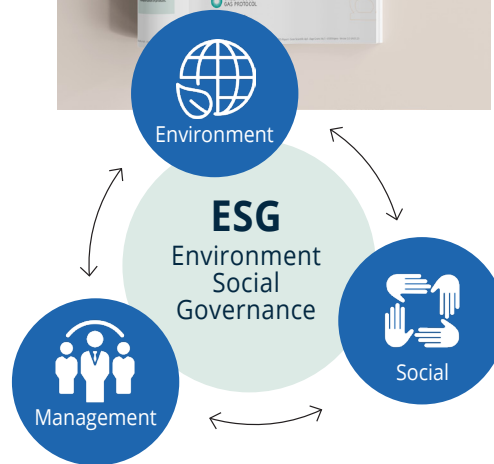 GAS PROTOCOL
Environment
ESG
Environment
Social
Governance
Social
Management